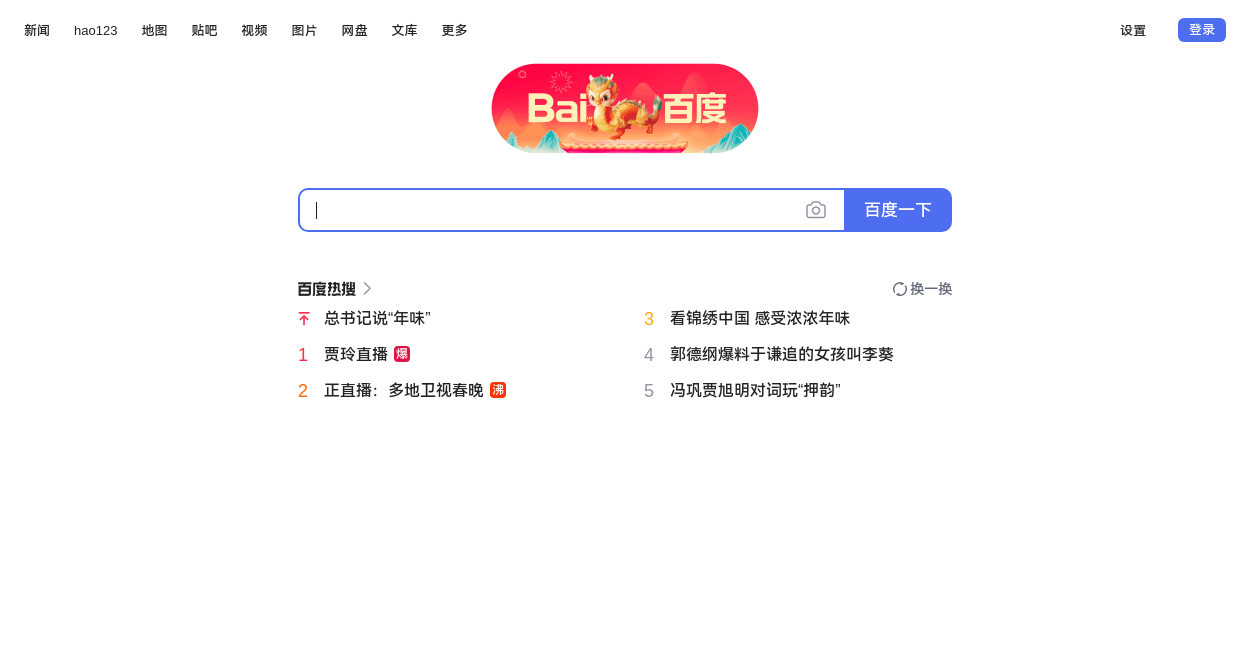 新闻 hao123 地图 贴吧 视频 图片 网盘 文库 更多 设置 登录
Bai 百度
百度一下
百度热搜 换一换
总书记说“年味” 3 看锦绣中国 感受浓浓年味
1 贾玲直播 爆 4 郭德纲爆料于谦追的女孩叫李葵
2 正直播：多地卫视春晚 沸 5 冯巩贾旭明对词玩“押韵”